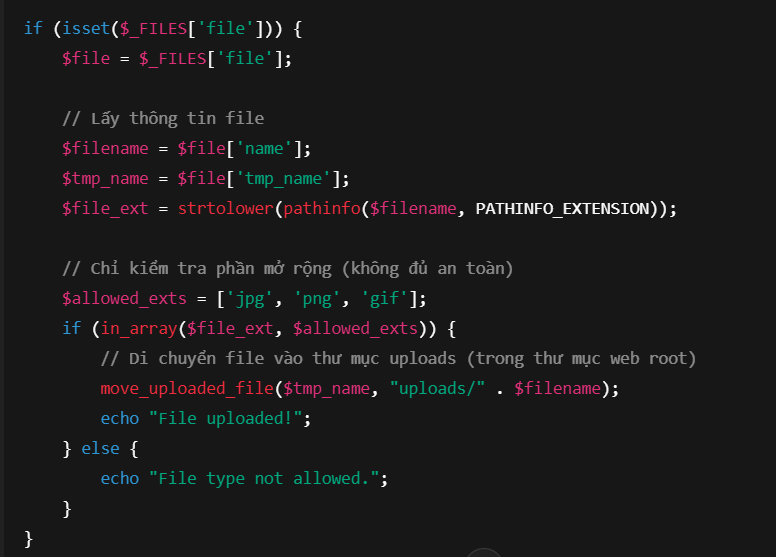 if (isset($_FILES['file'])) {
$file = $_FILES['file'];
// Lấy thông tin file
$filename = $file['name'];
$tmp_name = $file['tmp_name'];
$file_ext = strtolower(pathinfo($filename, PATHINFO_EXTENSION));
// Chỉ kiểm tra phần mở rộng (không đủ an toàn)
$allowed_exts = ['jpg', 'png', 'gif'];
if (in_array($file_ext, $allowed_exts)) {
// Di chuyển file vào thư mục uploads (trong thư mục web root)
move_uploaded_file($tmp_name, "uploads/" . $filename);
echo "File uploaded!";
} else {
echo "File type not allowed.";
}
}